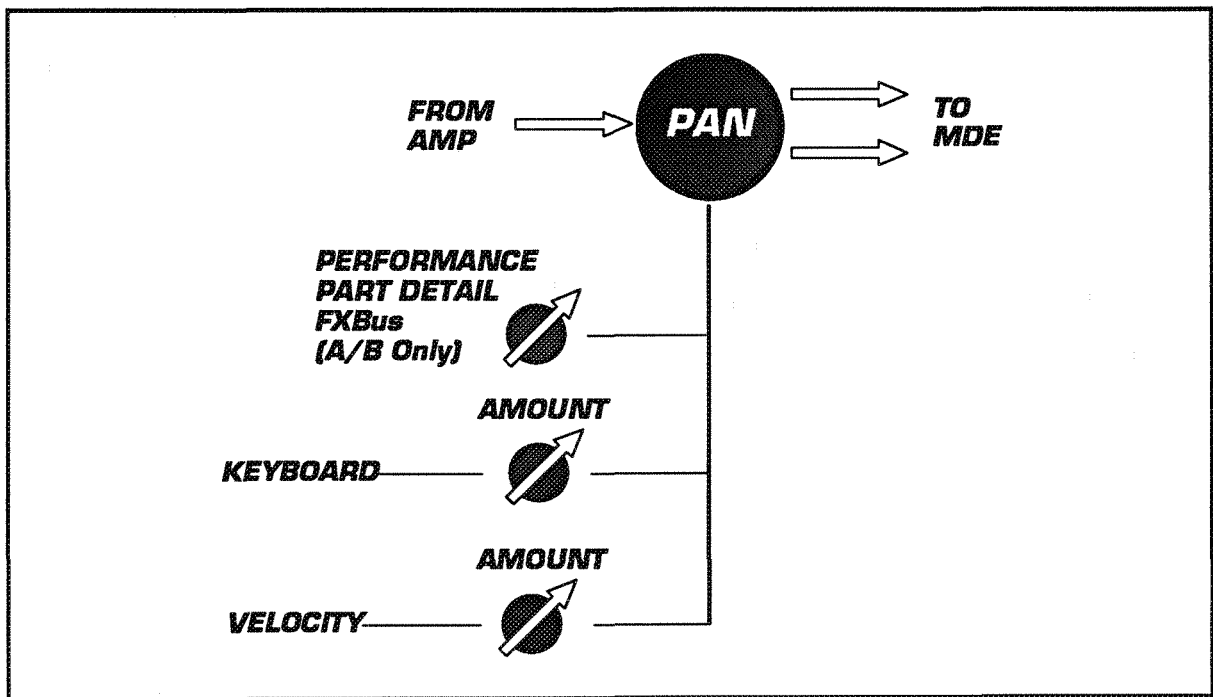 FROM
AMP
PAN
TO
MDE
PERFORMANCE
PART DETAIL
FXBus
(A/B Only)
AMOUNT
KEYBOARD
AMOUNT
VELOCITY